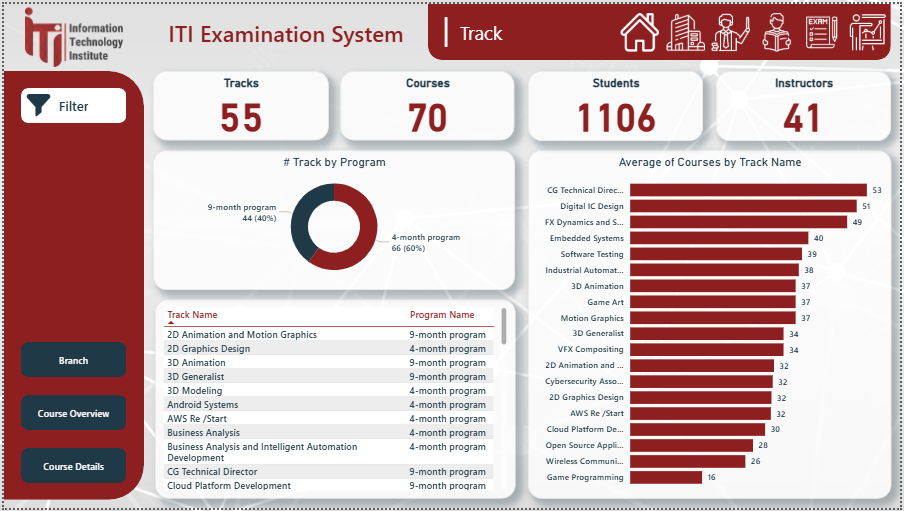 iTi
Information
Technology
Institute
ITI Examination System
Track
EXAM
Filter
Branch
Course Overview
Course Details
Tracks
55
Courses
70
Students
1106
Instructors
41
# Track by Program
9-month program
44 (40%)
4-month program
66 (60%)
Track Name Program Name
2D Animation and Motion Graphics 9-month program
2D Graphics Design 4-month program
3D Animation 9-month program
3D Generalist 9-month program
3D Modeling 4-month program
Android Systems 4-month program
AWS Re /Start 4-month program
Business Analysis 4-month program
Business Analysis and Intelligent Automation 4-month program
Development
CG Technical Director 9-month program
Cloud Platform Development 9-month program
Average of Courses by Track Name
CG Technical Direc... 53
Digital IC Design 51
FX Dynamics and S... 49
Embedded Systems 40
Software Testing 39
Industrial Automat... 38
3D Animation 37
Game Art 37
Motion Graphics 37
3D Generalist 34
VFX Compositing 34
2D Animation and ... 32
Cybersecurity Asso... 32
2D Graphics Design 32
AWS Re /Start 32
Cloud Platform De... 30
Open Source Appli... 28
Wireless Communi... 26
Game Programming 16